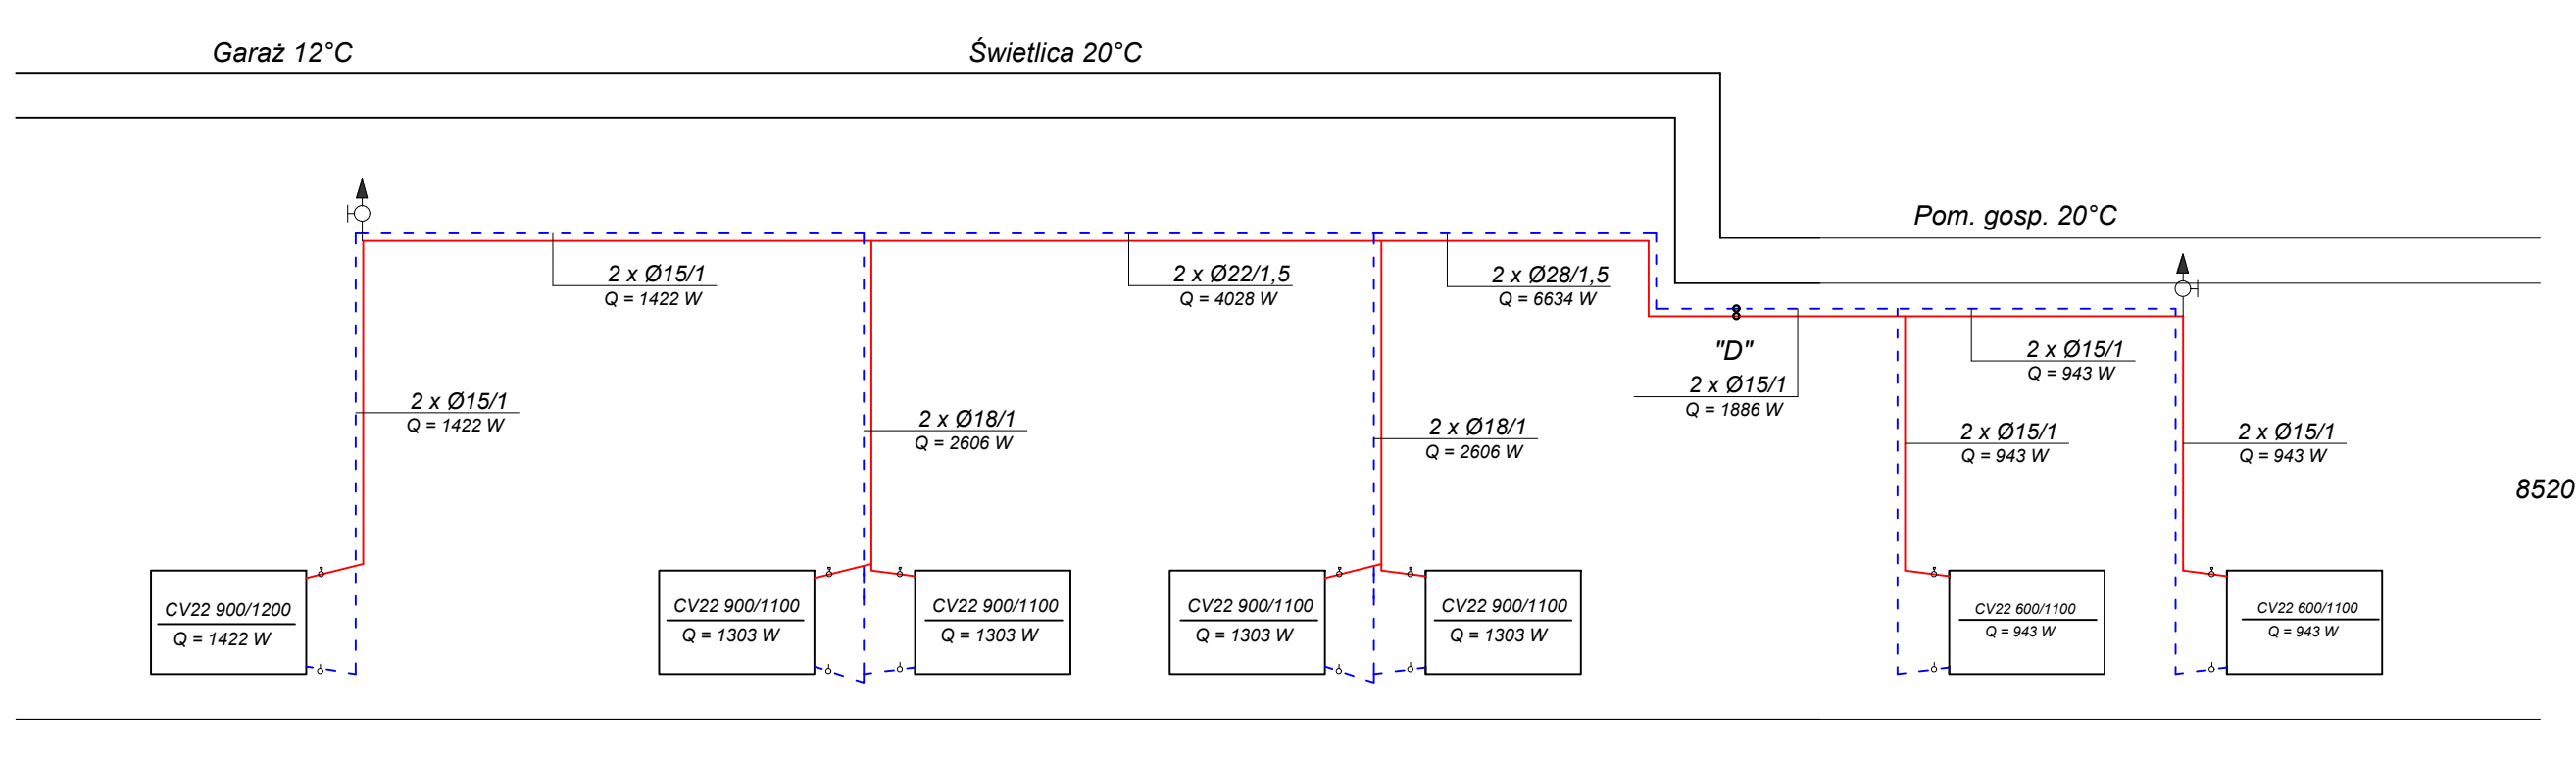 Garaż 12°C
Świetlica 20°C
Pom. gosp. 20°C
2 x Ø15/1
Q = 1422 W
2 x Ø22/1,5
Q = 4028 W
2 x Ø28/1,5
Q = 6634 W
"D"
2 x Ø15/1
Q = 1886 W
2 x Ø15/1
Q = 943 W
2 x Ø15/1
Q = 1422 W
2 x Ø18/1
Q = 2606 W
2 x Ø18/1
Q = 2606 W
2 x Ø15/1
Q = 943 W
2 x Ø15/1
Q = 943 W
8520
CV22 900/1200
Q = 1422 W
CV22 900/1100
Q = 1303 W
CV22 900/1100
Q = 1303 W
CV22 900/1100
Q = 1303 W
CV22 900/1100
Q = 1303 W
CV22 600/1100
Q = 943 W
CV22 600/1100
Q = 943 W